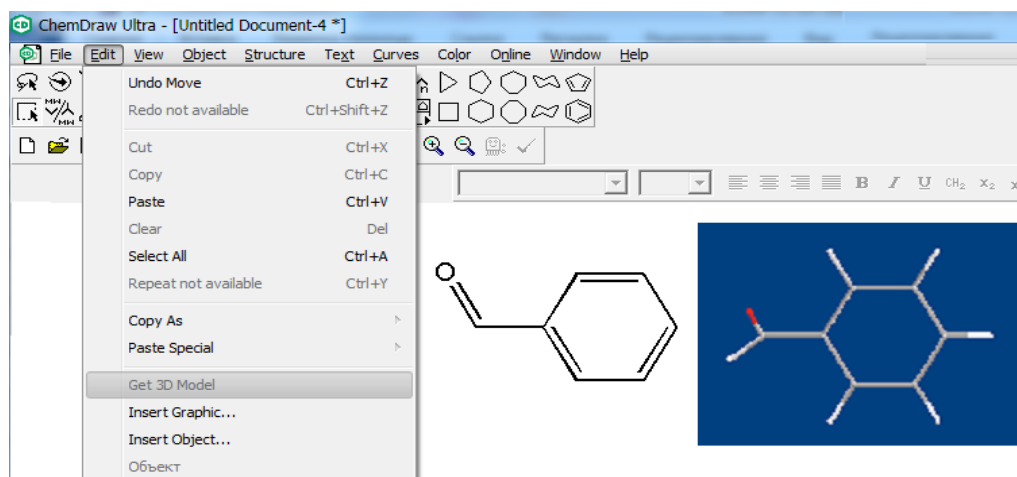 ChemDraw Ultra - [Untitled Document-4 *]
File Edit View Object Structure Text Curves Color Online Window Help
Undo Move Ctrl+Z
Redo not available Ctrl+Shift+Z
Cut Ctrl+X
Copy Ctrl+C
Paste Ctrl+V
Clear Del
Select All Ctrl+A
Repeat not available Ctrl+Y
Copy As
Paste Special
Get 3D Model
Insert Graphic...
Insert Object...
Объект
MW
MW
B I U CH₂ X₂
O